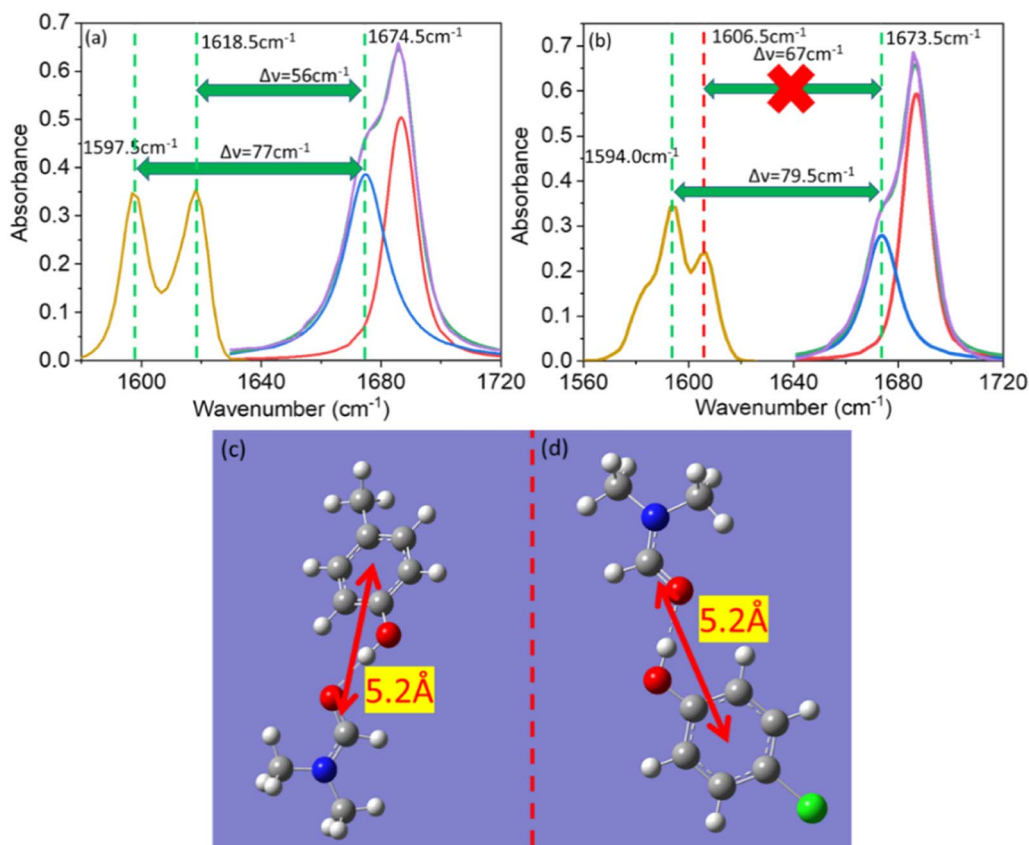 (a)
1618.5cm⁻¹
1674.5cm⁻¹
Δν=56cm⁻¹
1597.5cm⁻¹
Δν=77cm⁻¹
Absorbance
0.7
0.6
0.5
0.4
0.3
0.2
0.1
0.0
1600
1640
1680
1720
Wavenumber (cm⁻¹)
(b)
1606.5cm⁻¹
1673.5cm⁻¹
Δν=67cm⁻¹
1594.0cm⁻¹
Δν=79.5cm⁻¹
Absorbance
0.7
0.6
0.5
0.4
0.3
0.2
0.1
0.0
1560
1600
1640
1680
1720
Wavenumber (cm⁻¹)
(c)
5.2Å
(d)
5.2Å